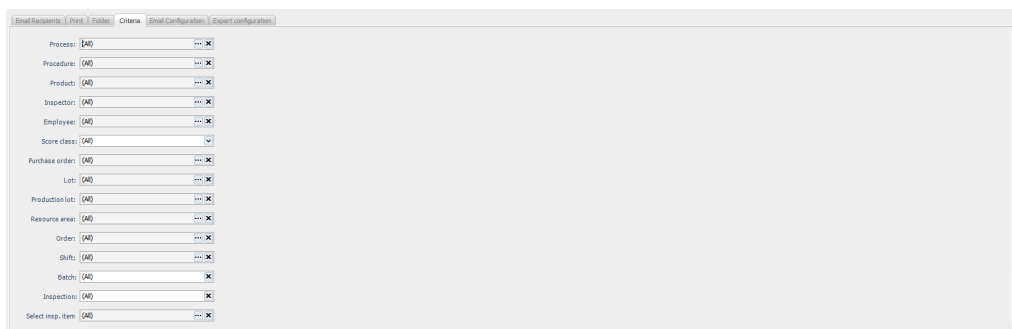 Email Recipients Print Folder Criteria Email Configuration Expert configuration
Process: (All)
Procedure: (All)
Product: (All)
Inspector: (All)
Employee: (All)
Score class: (All)
Purchase order: (All)
Lot: (All)
Production lot: (All)
Resource area: (All)
Order: (All)
Shift: (All)
Batch: (All)
Inspection: (All)
Select insp. item (All)